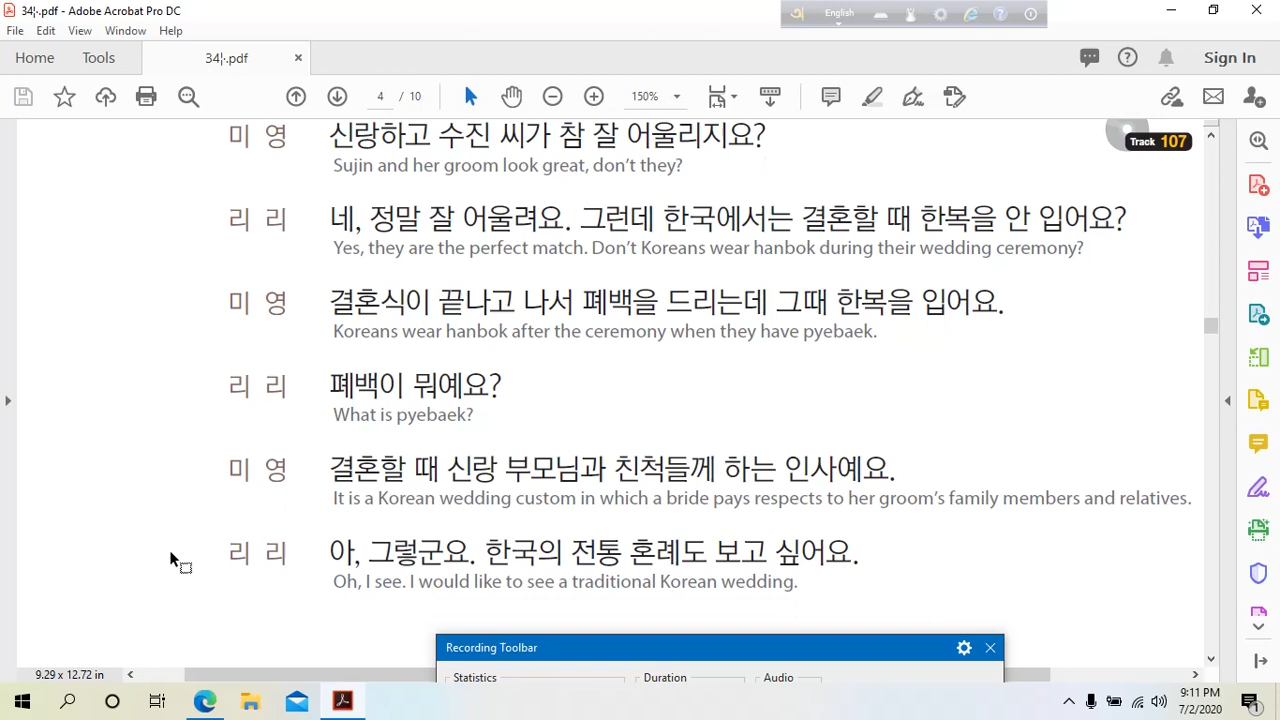 34¦·.pdf - Adobe Acrobat Pro DC
English
File Edit View Window Help
Home Tools 34¦·.pdf × Sign In
4 / 10 150%
미 영 신랑하고 수진 씨가 참 잘 어울리지요? Track 107
Sujin and her groom look great, don’t they?
리 리 네, 정말 잘 어울려요. 그런데 한국에서는 결혼할 때 한복을 안 입어요?
Yes, they are the perfect match. Don’t Koreans wear hanbok during their wedding ceremony?
미 영 결혼식이 끝나고 나서 폐백을 드리는데 그때 한복을 입어요.
Koreans wear hanbok after the ceremony when they have pyebaek.
리 리 폐백이 뭐예요?
What is pyebaek?
미 영 결혼할 때 신랑 부모님과 친척들께 하는 인사예요.
It is a Korean wedding custom in which a bride pays respects to her groom’s family members and relatives.
리 리 아, 그렇군요. 한국의 전통 혼례도 보고 싶어요.
Oh, I see. I would like to see a traditional Korean wedding.
Recording Toolbar
Statistics Duration Audio
9.29 x 12.72 in
9:11 PM
7/2/2020